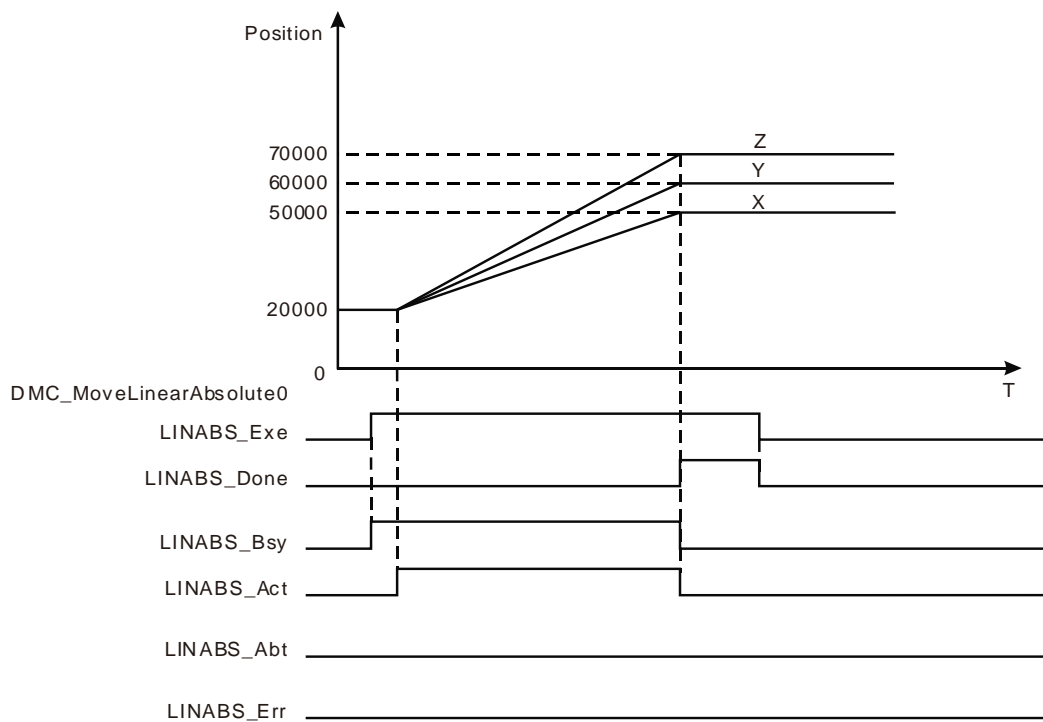 Position
70000
60000
50000
20000
0
Z
Y
X
T
DMC_MoveLinearAbsolute0
LINABS_Exe
LINABS_Done
LINABS_Bsy
LINABS_Act
LINABS_Abt
LINABS_Err